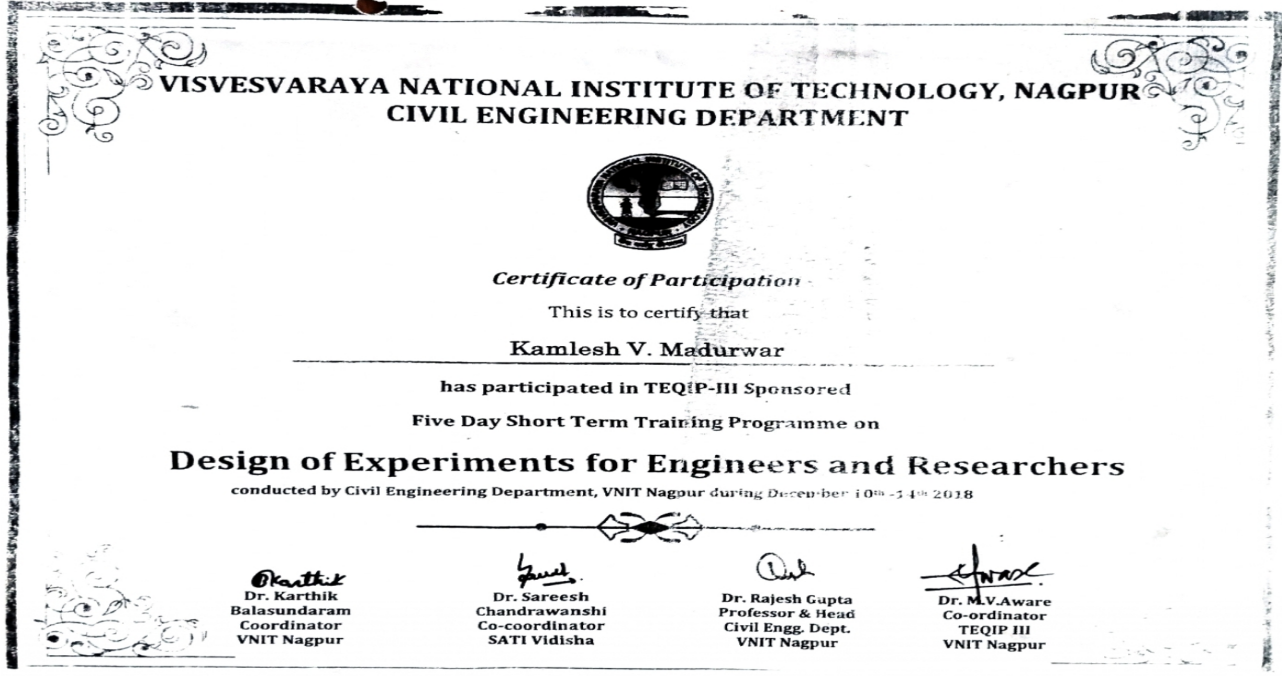 VISVESVARAYA NATIONAL INSTITUTE OF TECHNOLOGY, NAGPUR
CIVIL ENGINEERING DEPARTMENT
Certificate of Participation
This is to certify that
Kamlesh V. Madurwar
has participated in TEQIP-III Sponsored
Five Day Short Term Training Programme on
Design of Experiments for Engineers and Researchers
conducted by Civil Engineering Department, VNIT Nagpur during December 10th -14th 2018
Karthik
Dr. Karthik
Balasundaram
Coordinator
VNIT Nagpur
Dr. Sareesh
Chandrawanshi
Co-coordinator
SATI Vidisha
Dr. Rajesh Gupta
Professor & Head
Civil Engg. Dept.
VNIT Nagpur
Dr. M.V.Aware
Co-ordinator
TEQIP III
VNIT Nagpur